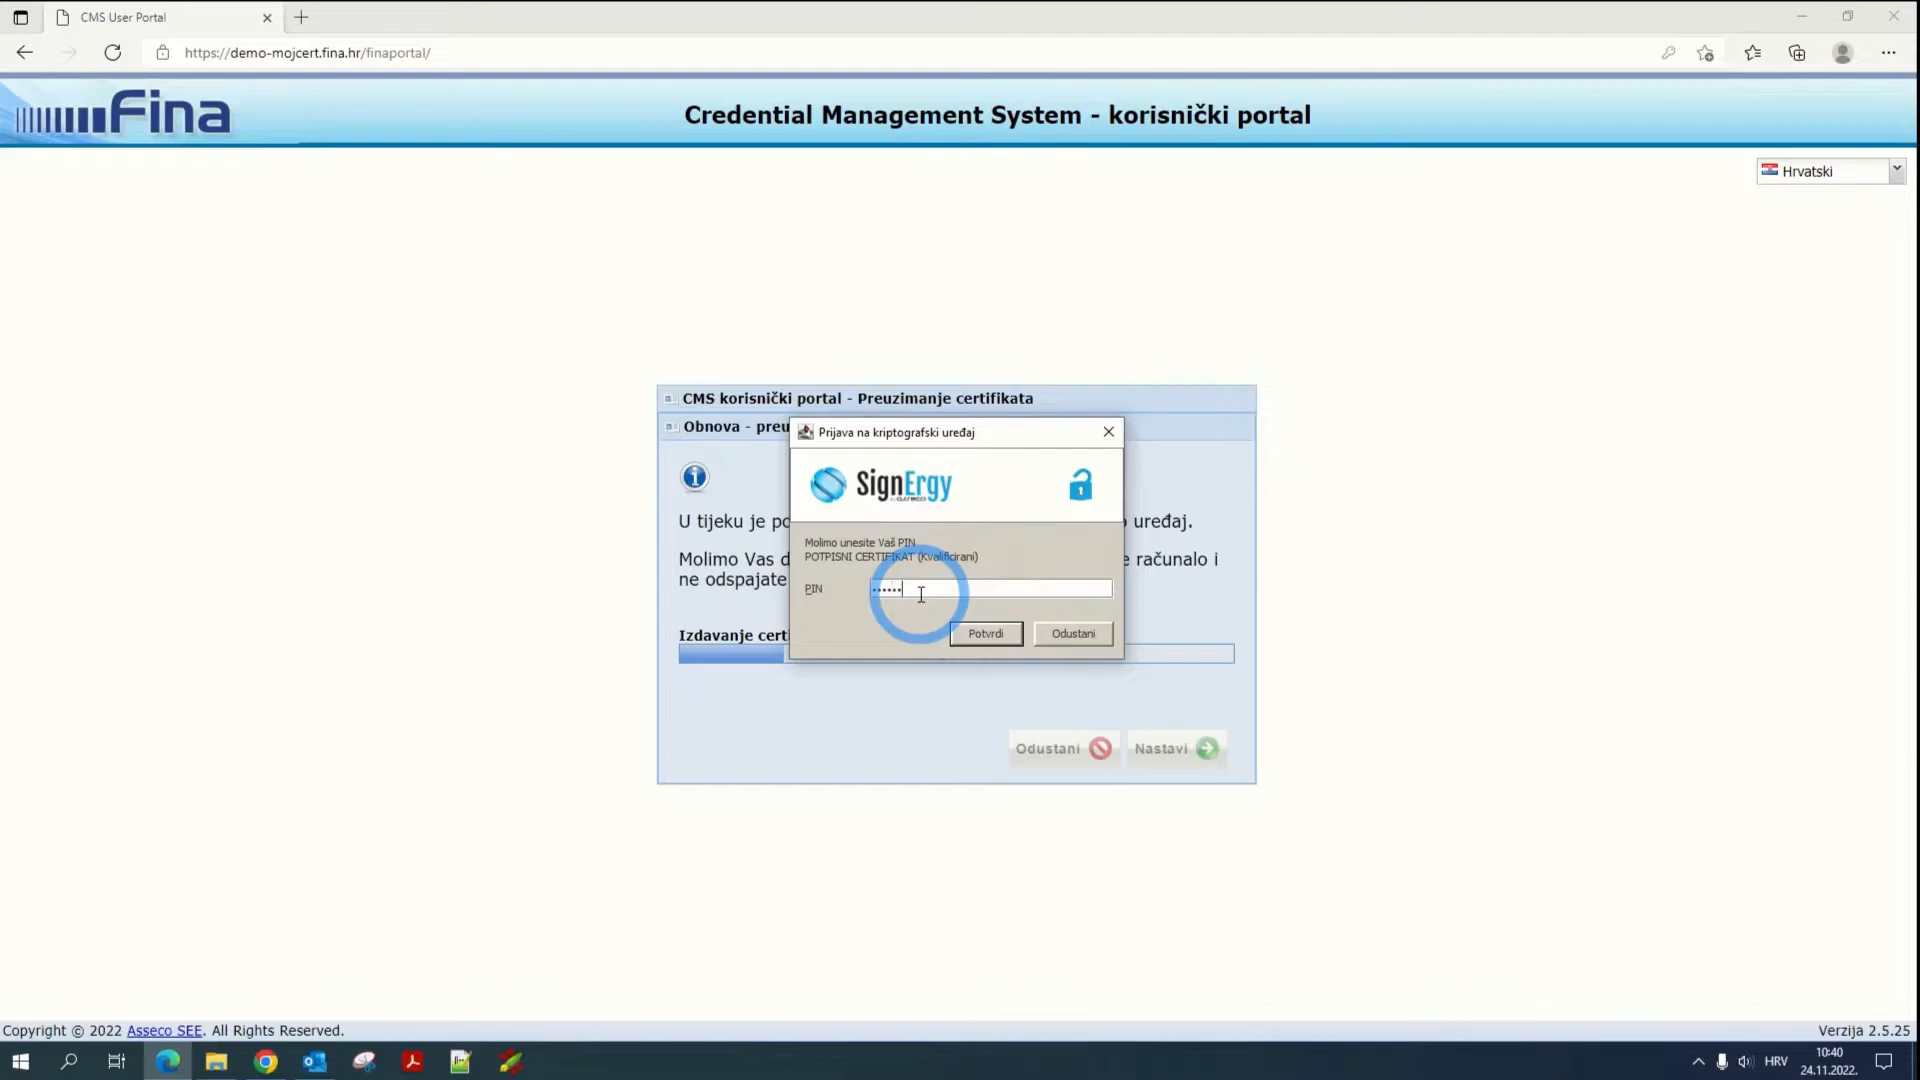 CMS User Portal
https://demo-mojcert.fina.hr/finaportal/
Fina
Credential Management System - korisnički portal
Hrvatski
CMS korisnički portal - Preuzimanje certifikata
Obnova - preu
Prijava na kriptografski uređaj
SignErgy
by asseco
U tijeku je po
uređaj.
Molimo unesite Vaš PIN
POTPISNI CERTIFIKAT (Kvalificirani)
Molimo Vas d
e računalo i
ne odspajate
PIN
Potvrdi
Odustani
Izdavanje cert
Odustani
Nastavi
Copyright © 2022 Asseco SEE. All Rights Reserved.
Verzija 2.5.25
HRV
10:40
24.11.2022.